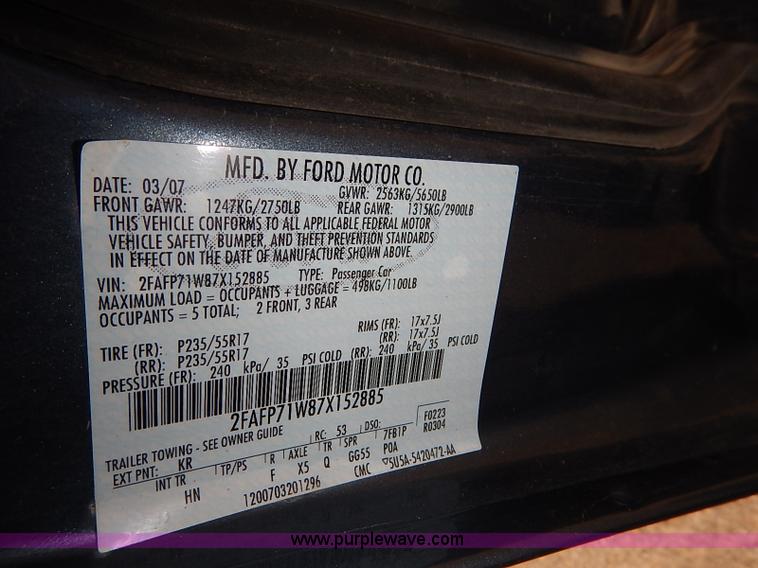 MFD. BY FORD MOTOR CO.
DATE: 03/07 GVWR: 2563KG/5650LB
FRONT GAWR: 1247KG/2750LB REAR GAWR: 1315KG/2900LB
THIS VEHICLE CONFORMS TO ALL APPLICABLE FEDERAL MOTOR
VEHICLE SAFETY, BUMPER, AND THEFT PREVENTION STANDARDS
IN EFFECT ON THE DATE OF MANUFACTURE SHOWN ABOVE.
VIN: 2FAFP71W87X152885 TYPE: Passenger Car
MAXIMUM LOAD = OCCUPANTS + LUGGAGE = 498KG/1100LB
OCCUPANTS = 5 TOTAL; 2 FRONT, 3 REAR
TIRE (FR): P235/55R17 RIMS (FR): 17x7.5J
(RR): P235/55R17 (RR): 17x7.5J
PRESSURE (FR): 240 kPa/ 35 PSI COLD (RR): 240 kPa/ 35 PSI COLD
2FAFP71W87X152885
F0223
TRAILER TOWING - SEE OWNER GUIDE RC: 53 DSO: 7FB1P R0304
EXT PNT: KR INT TR TP/PS R AXLE TR SPR POA
HN F X5 Q GG55 CMC 5U5A-5420472-AA
1200703201296
www.purplewave.com